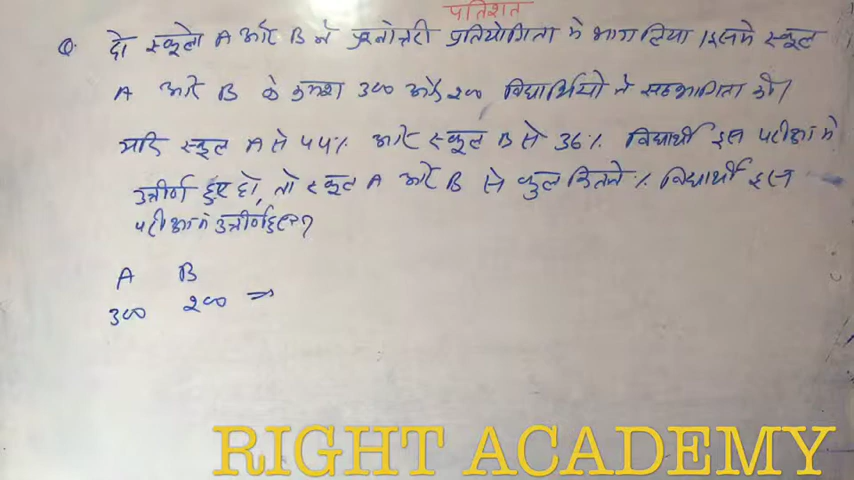 प्रतिशत
Q. दो स्कूलो A और B ने प्रश्नोत्तरी प्रतियोगिता मे भाग लिया। इसमे स्कूल
A और B के क्रमश 300 और 200 विद्यार्थियो ने सहभागिता की।
यदि स्कूल A से 44% और स्कूल B से 36% विद्यार्थी इस परीक्षा मे
उत्तीर्ण हुए हो, तो स्कूल A और B से कुल कितने % विद्यार्थी इस
परीक्षा मे उत्तीर्ण हुए?
A B
300 200 ⇒
RIGHT ACADEMY